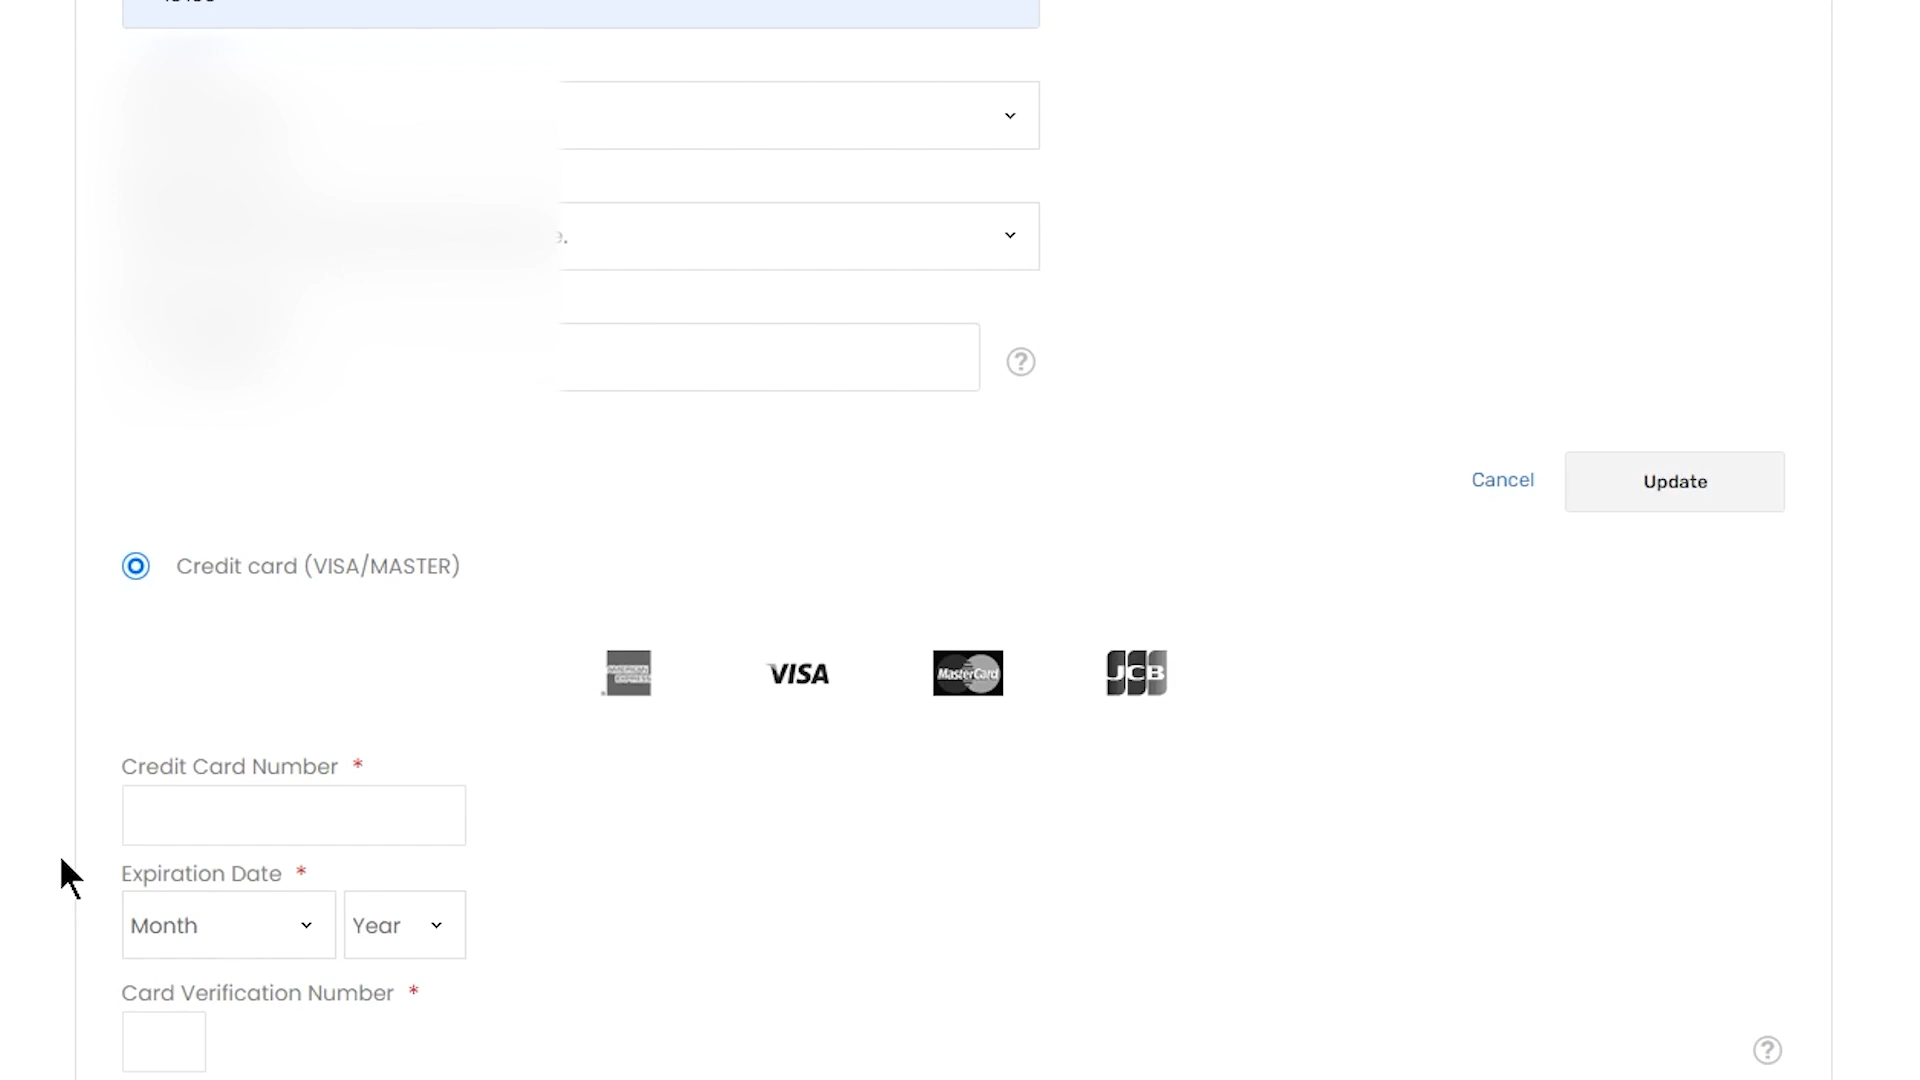 Cancel
Update
Credit card (VISA/MASTER)
AMERICAN EXPRESS
VISA
MasterCard
JCB
Credit Card Number *
Expiration Date *
Month
Year
Card Verification Number *